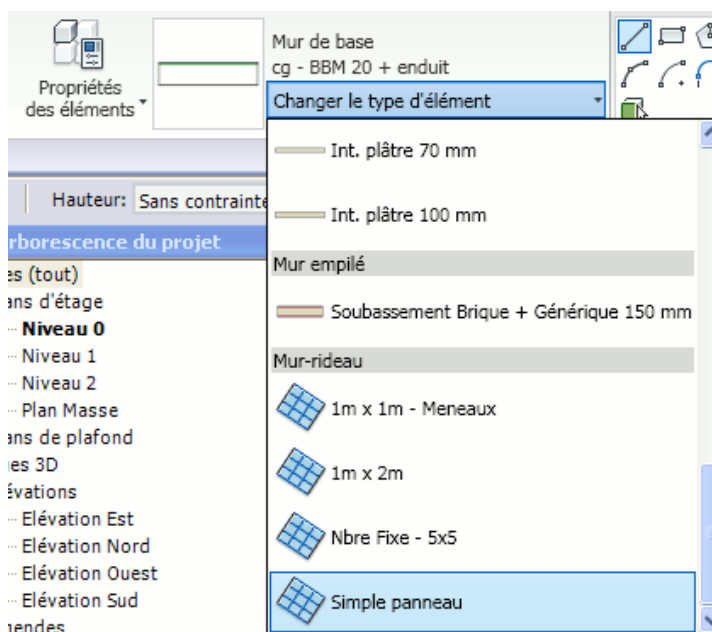 Propriétés
des éléments
Mur de base
cg - BBM 20 + enduit
Changer le type d'élément
Int. plâtre 70 mm
Int. plâtre 100 mm
Mur empilé
Soubassement Brique + Générique 150 mm
Mur-rideau
1m x 1m - Meneaux
1m x 2m
Nbre Fixe - 5x5
Simple panneau
Hauteur: Sans contrainte
rborescence du projet
es (tout)
ans d'étage
Niveau 0
Niveau 1
Niveau 2
Plan Masse
ans de plafond
es 3D
évations
Elévation Est
Elévation Nord
Elévation Ouest
Elévation Sud
endes